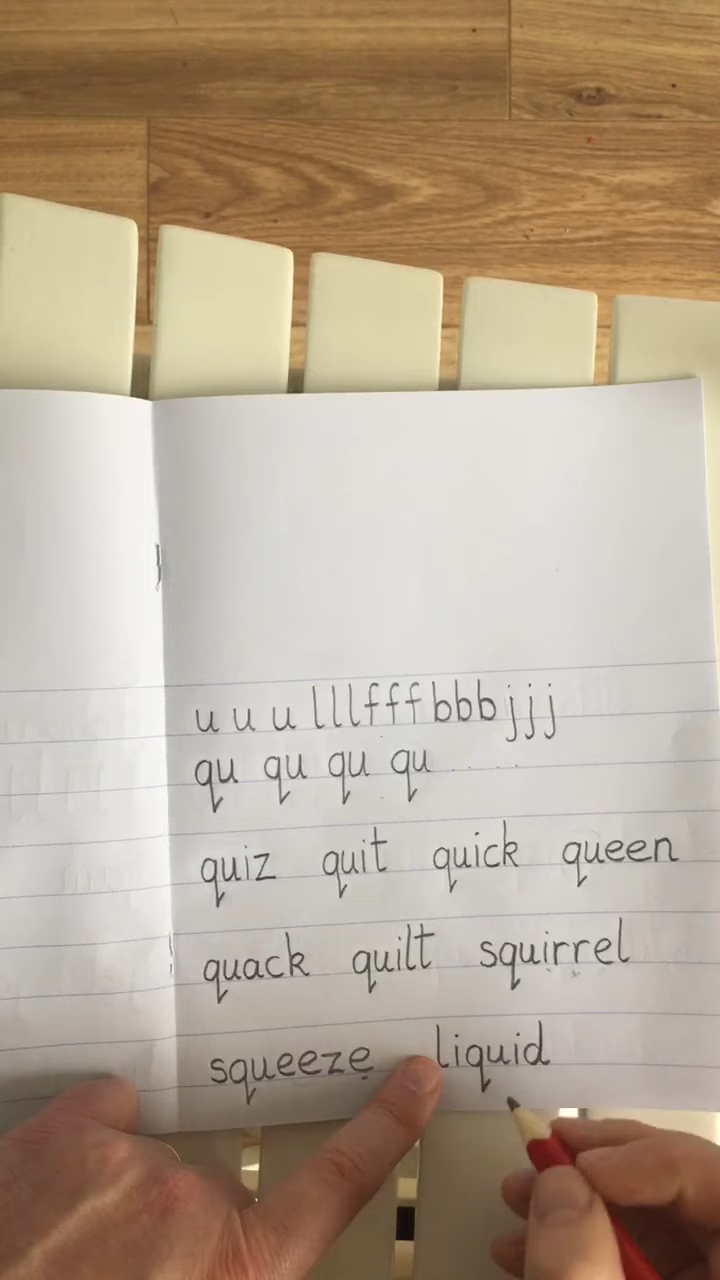 u u u l l l f f f b b b j j j
qu qu qu qu
quiz quit quick queen
quack quilt squirrel
squeeze liquid